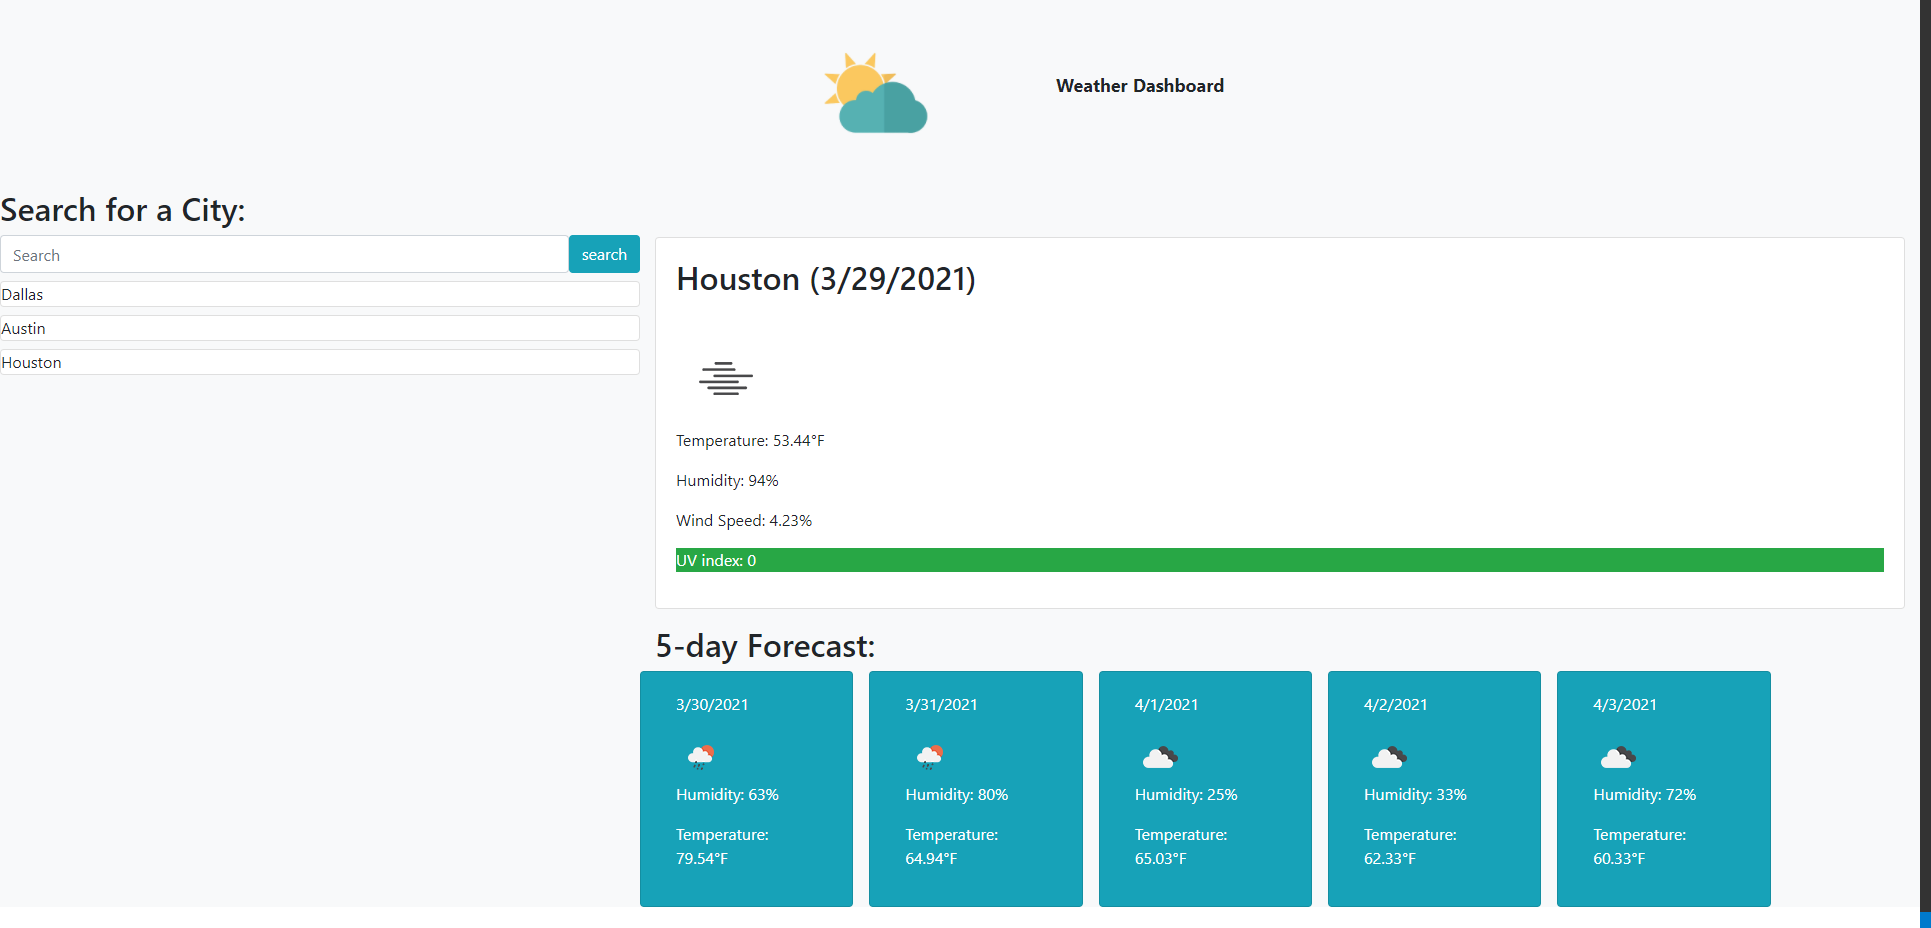 Weather Dashboard
Search for a City:
Search
search
Dallas
Austin
Houston
Houston (3/29/2021)
Temperature: 53.44°F
Humidity: 94%
Wind Speed: 4.23%
UV index: 0
5-day Forecast:
3/30/2021
Humidity: 63%
Temperature:
79.54°F
3/31/2021
Humidity: 80%
Temperature:
64.94°F
4/1/2021
Humidity: 25%
Temperature:
65.03°F
4/2/2021
Humidity: 33%
Temperature:
62.33°F
4/3/2021
Humidity: 72%
Temperature:
60.33°F